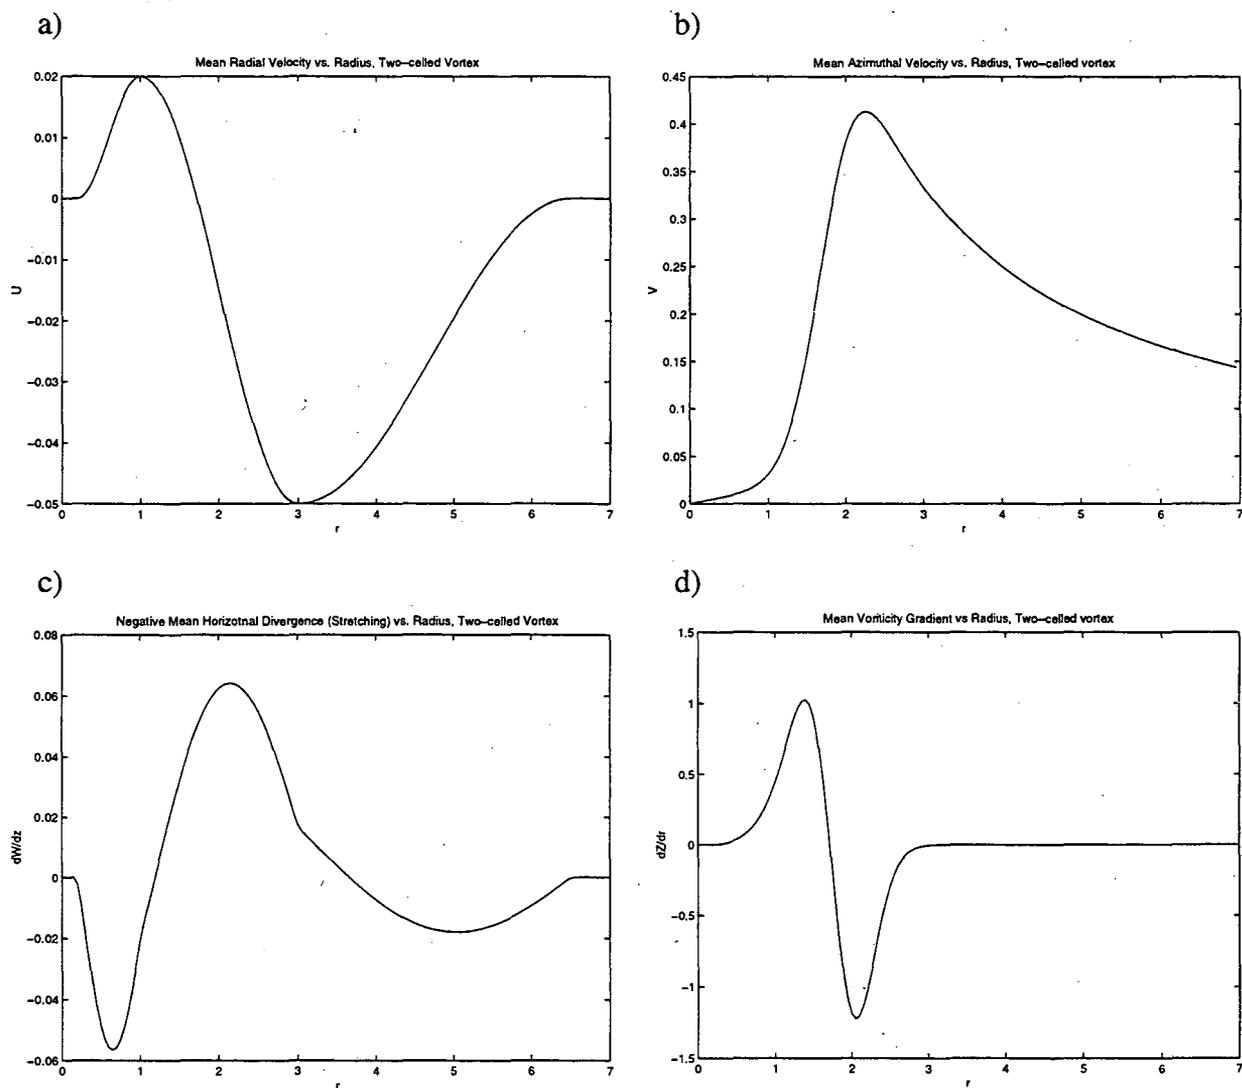 a)
Mean Radial Velocity vs. Radius, Two-celled Vortex
0.02
0.01
0
-0.01
-0.02
-0.03
-0.04
-0.05
U
0 1 2 3 4 5 6 7
r
b)
Mean Azimuthal Velocity vs. Radius, Two-celled vortex
0.45
0.4
0.35
0.3
0.25
0.2
0.15
0.1
0.05
0
V
0 1 2 3 4 5 6 7
r
c)
Negative Mean Horizotnal Divergence (Stretching) vs. Radius, Two-celled Vortex
0.08
0.06
0.04
0.02
0
-0.02
-0.04
-0.06
dW/dz
0 1 2 3 4 5 6 7
r
d)
Mean Vorticity Gradient vs Radius, Two-celled vortex
1.5
1
0.5
0
-0.5
-1
-1.5
dZ/dr
0 1 2 3 4 5 6 7
r